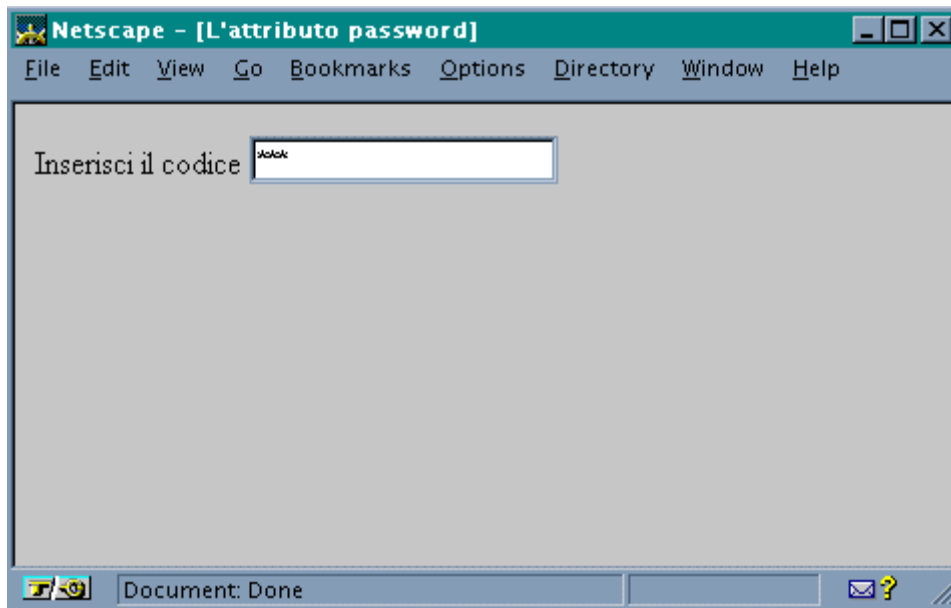 Netscape - [L'attributo password]
File Edit View Go Bookmarks Options Directory Window Help
Inserisci il codice ****
Document: Done
?